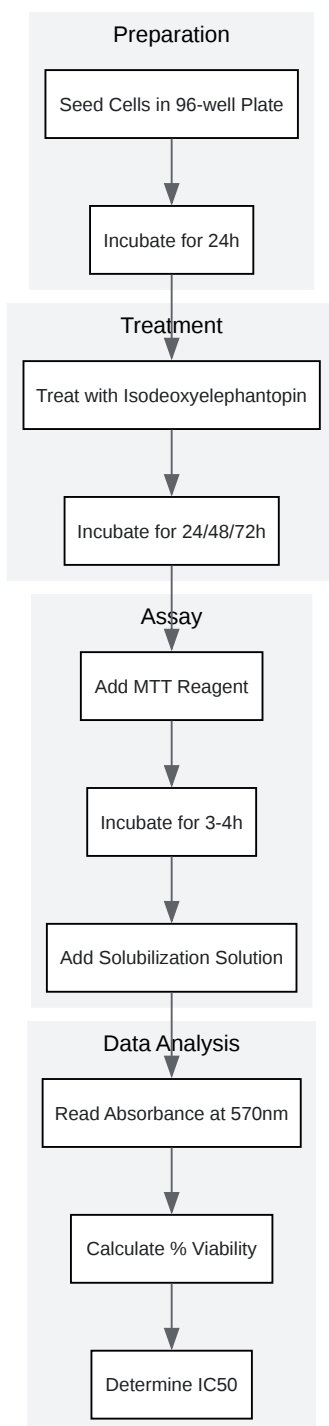 Preparation
Seed Cells in 96-well Plate
Incubate for 24h
Treatment
Treat with Isodeoxyelephantopin
Incubate for 24/48/72h
Assay
Add MTT Reagent
Incubate for 3-4h
Add Solubilization Solution
Data Analysis
Read Absorbance at 570nm
Calculate % Viability
Determine IC50